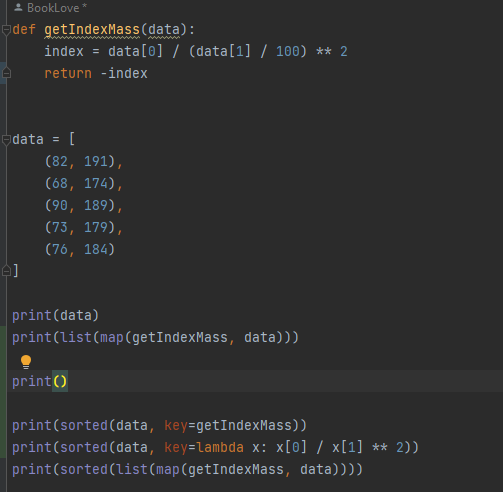 BookLove *
def getIndexMass(data):
    index = data[0] / (data[1] / 100) ** 2
    return -index
data = [
    (82, 191),
    (68, 174),
    (90, 189),
    (73, 179),
    (76, 184)
]
print(data)
print(list(map(getIndexMass, data)))
print()
print(sorted(data, key=getIndexMass))
print(sorted(data, key=lambda x: x[0] / x[1] ** 2))
print(sorted(list(map(getIndexMass, data))))